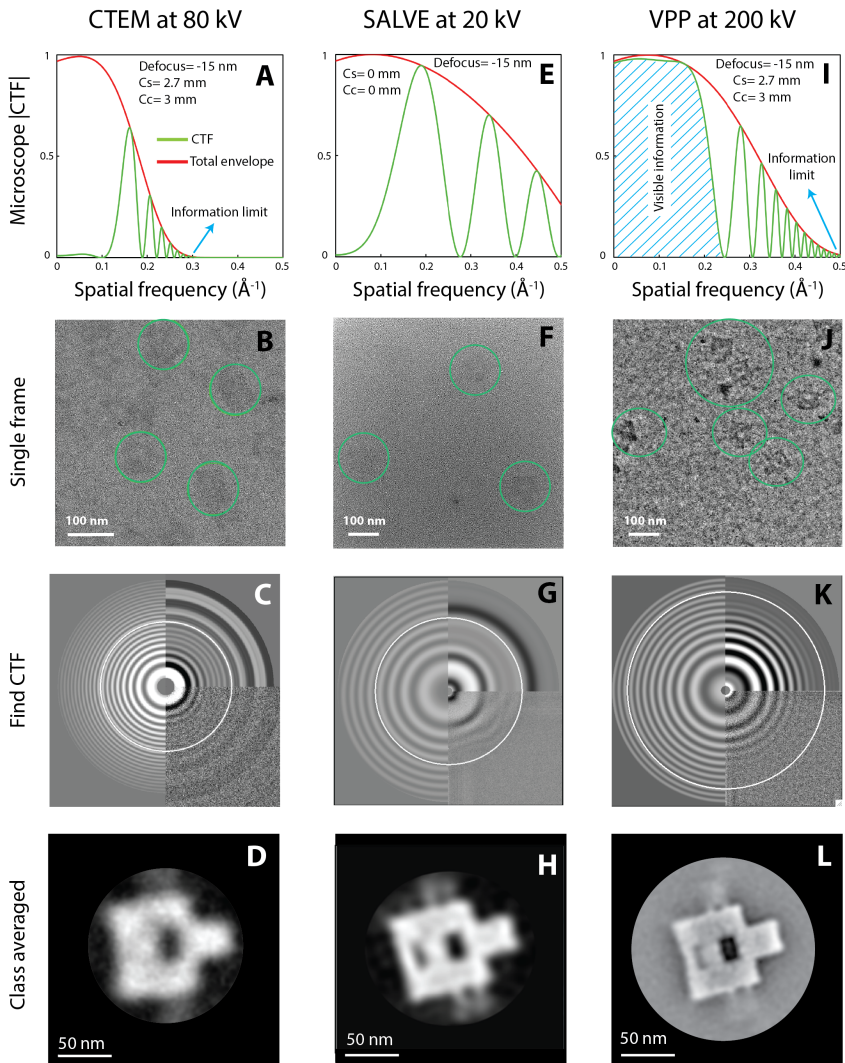 CTEM at 80 kV
SALVE at 20 kV
VPP at 200 kV
Microscope |CTF|
1
0.5
0
Defocus= -15 nm
Cs= 2.7 mm
Cc= 3 mm
A
CTF
Total envelope
Information limit
0 0.1 0.2 0.3 0.4 0.5
Spatial frequency (Å⁻¹)
1
0.5
0
Cs= 0 mm
Cc= 0 mm
Defocus= -15 nm
E
0 0.1 0.2 0.3 0.4 0.5
Spatial frequency (Å⁻¹)
1
0.5
0
Visible information
Defocus= -15 nm
Cs= 2.7 mm
Cc= 3 mm
I
Information
limit
0 0.1 0.2 0.3 0.4 0.5
Spatial frequency (Å⁻¹)
Single frame
B
100 nm
F
100 nm
J
100 nm
Find CTF
C
G
K
Class averaged
D
50 nm
H
50 nm
L
50 nm